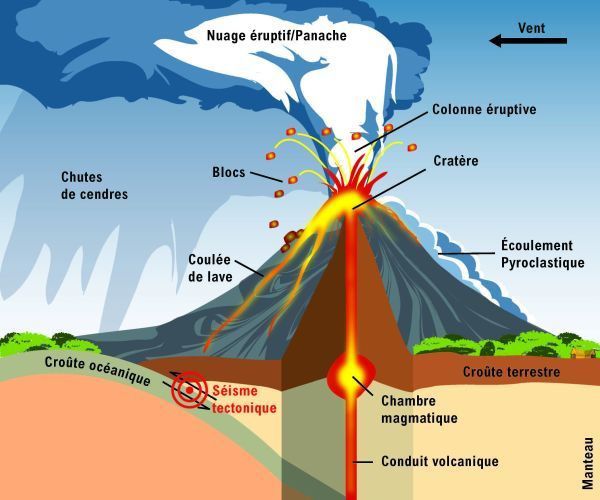 Vent
Nuage éruptif/Panache
Colonne éruptive
Cratère
Blocs
Chutes
de cendres
Écoulement
Pyroclastique
Coulée
de lave
Croûte océanique
Croûte terrestre
Séisme
tectonique
Chambre
magmatique
Conduit volcanique
Manteau